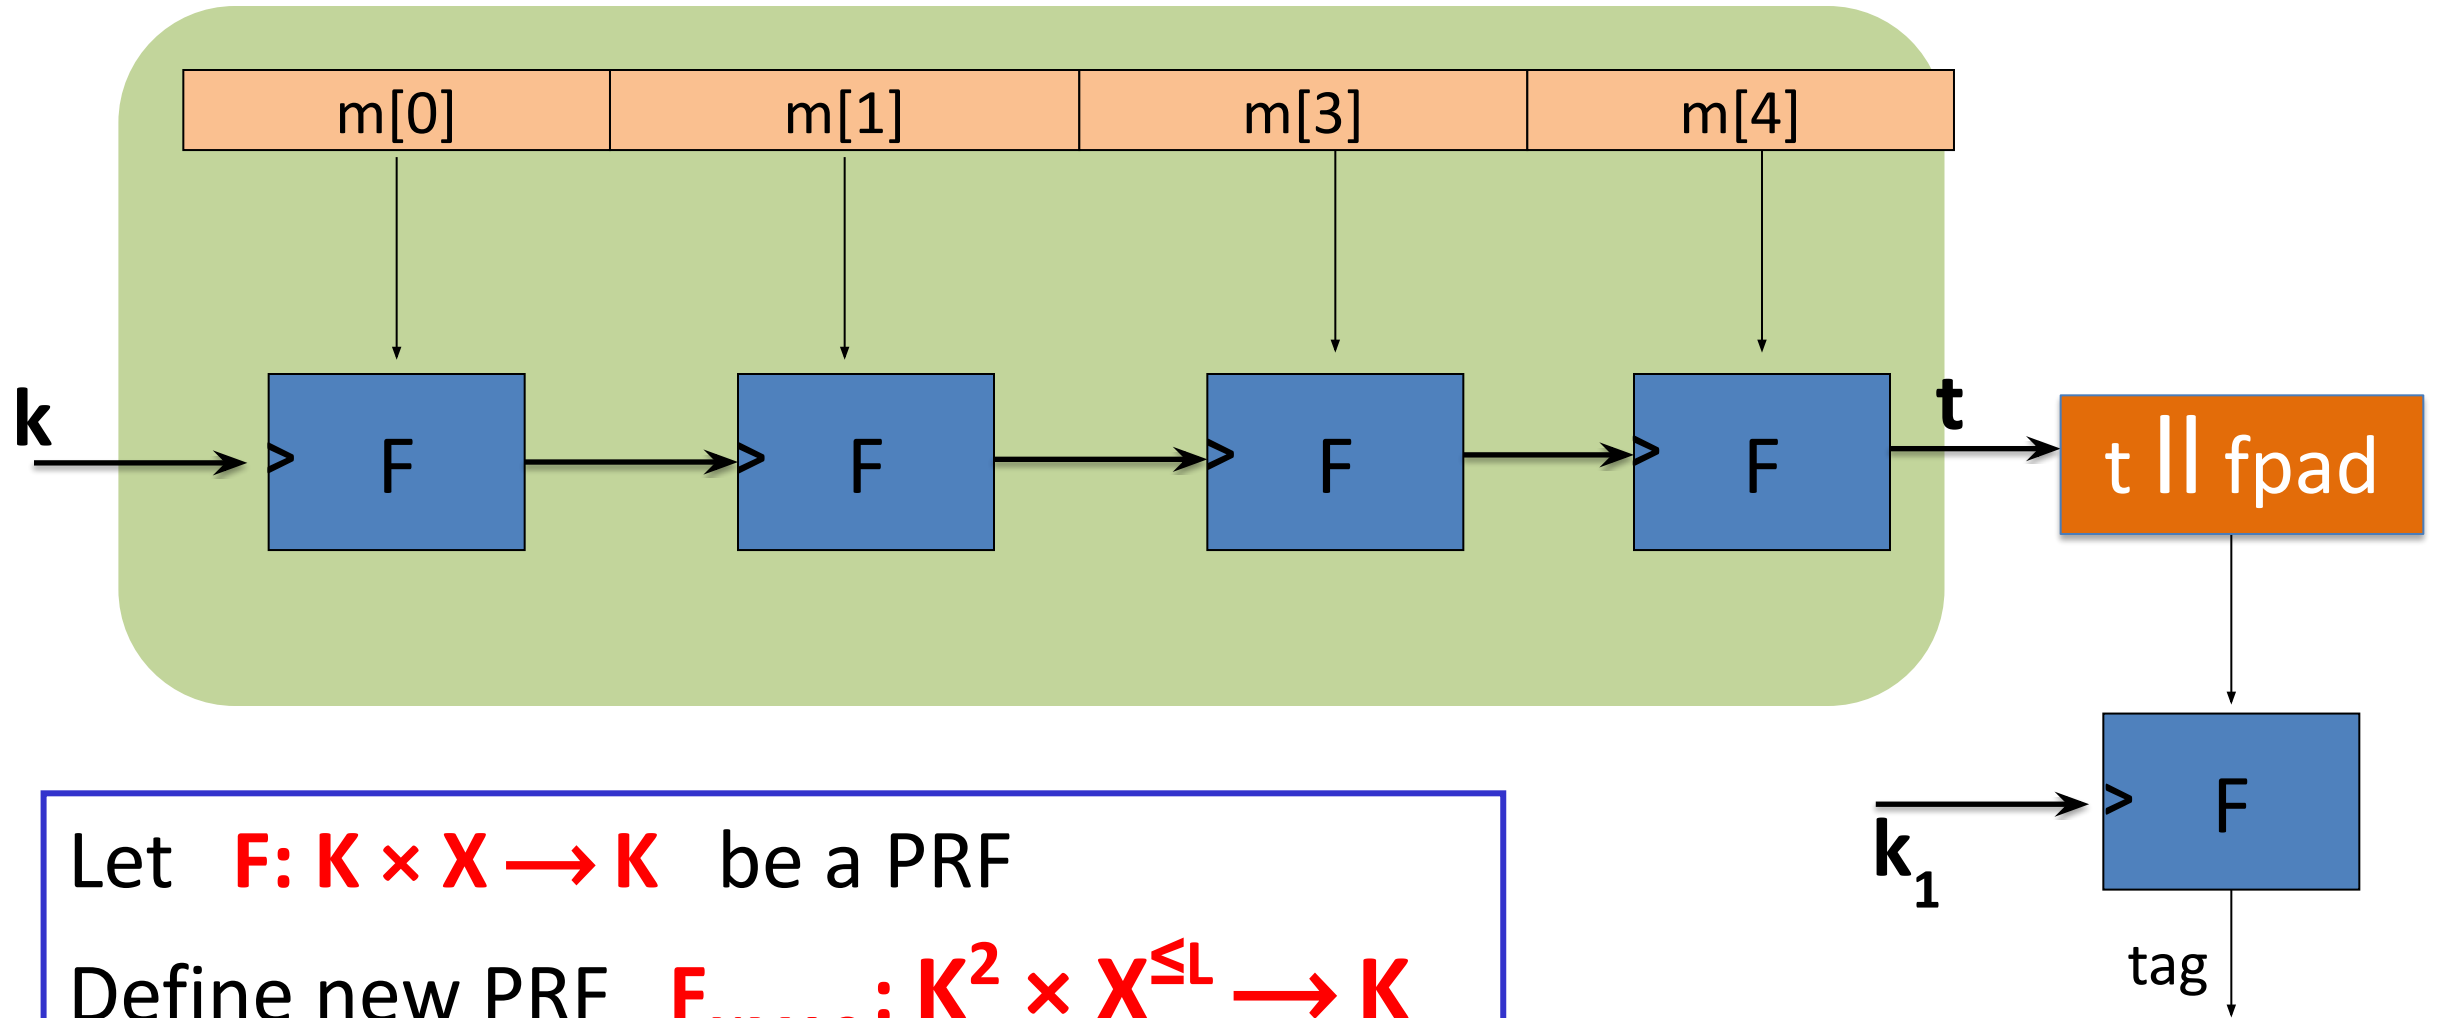 m[0] m[1] m[3] m[4]
k > F > F > F > F t t || fpad
k₁ > F
tag
Let F: K × X ⟶ K be a PRF
Define new PRF F : K² × X^≤L ⟶ K